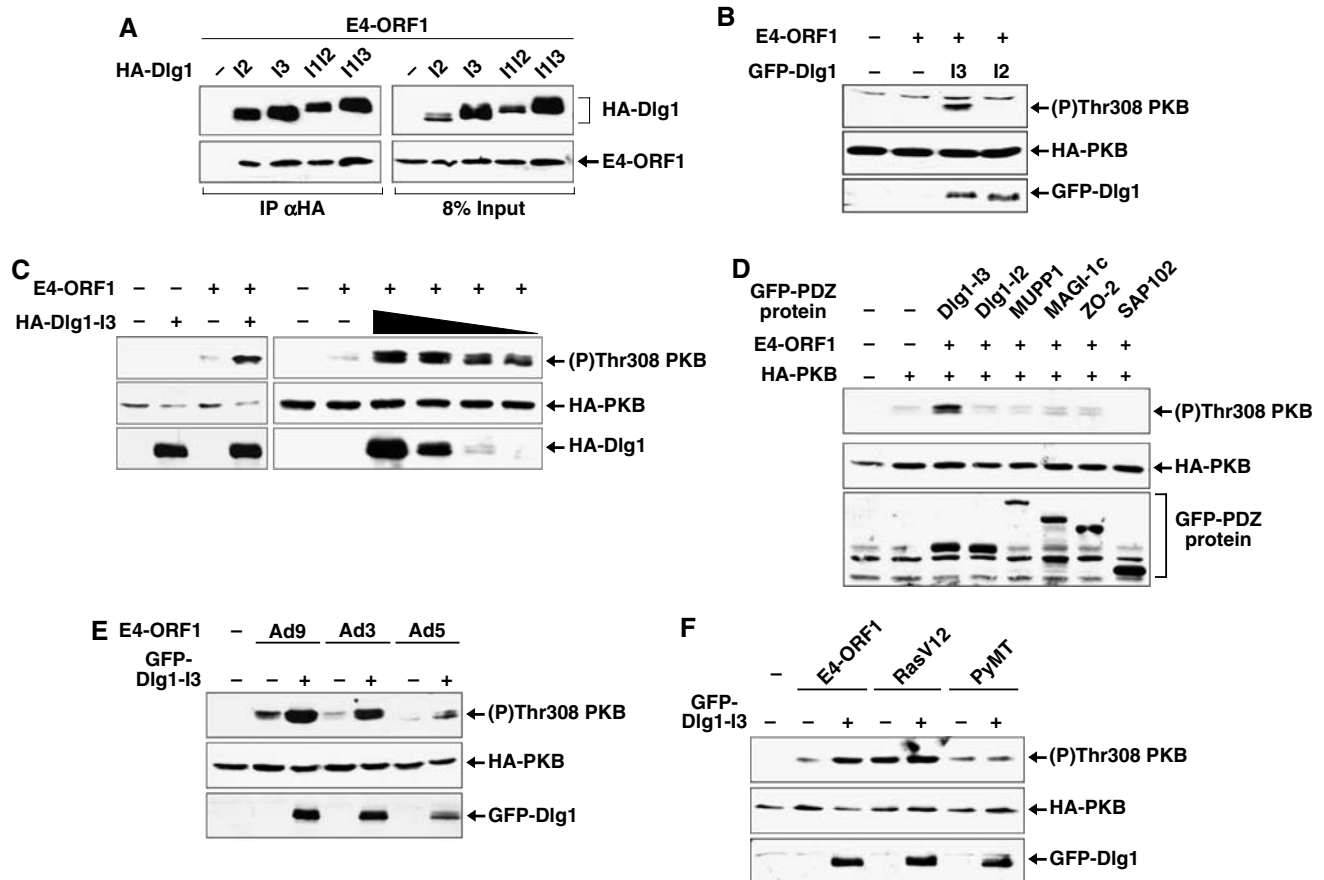 A
E4-ORF1
HA-Dlg1 – I2 I3 I1I2 I1I3 – I2 I3 I1I2 I1I3
HA-Dlg1
E4-ORF1
IP αHA 8% Input
B
E4-ORF1 – + + +
GFP-Dlg1 – – I3 I2
(P)Thr308 PKB
HA-PKB
GFP-Dlg1
C
E4-ORF1 – – + + – + + + + +
HA-Dlg1-I3 – + – + – –
(P)Thr308 PKB
HA-PKB
HA-Dlg1
D
GFP-PDZ
protein – – Dlg1-I3 Dlg1-I2 MUPP1 MAGI-1c ZO-2 SAP102
E4-ORF1 + + + + + +
HA-PKB – + + + + + + +
(P)Thr308 PKB
HA-PKB
GFP-PDZ
protein
E
E4-ORF1 – Ad9 Ad3 Ad5
GFP-
Dlg1-I3 – – + – + – +
(P)Thr308 PKB
HA-PKB
GFP-Dlg1
F
– E4-ORF1 RasV12 PyMT
GFP-
Dlg1-I3 – – + – + – +
(P)Thr308 PKB
HA-PKB
GFP-Dlg1